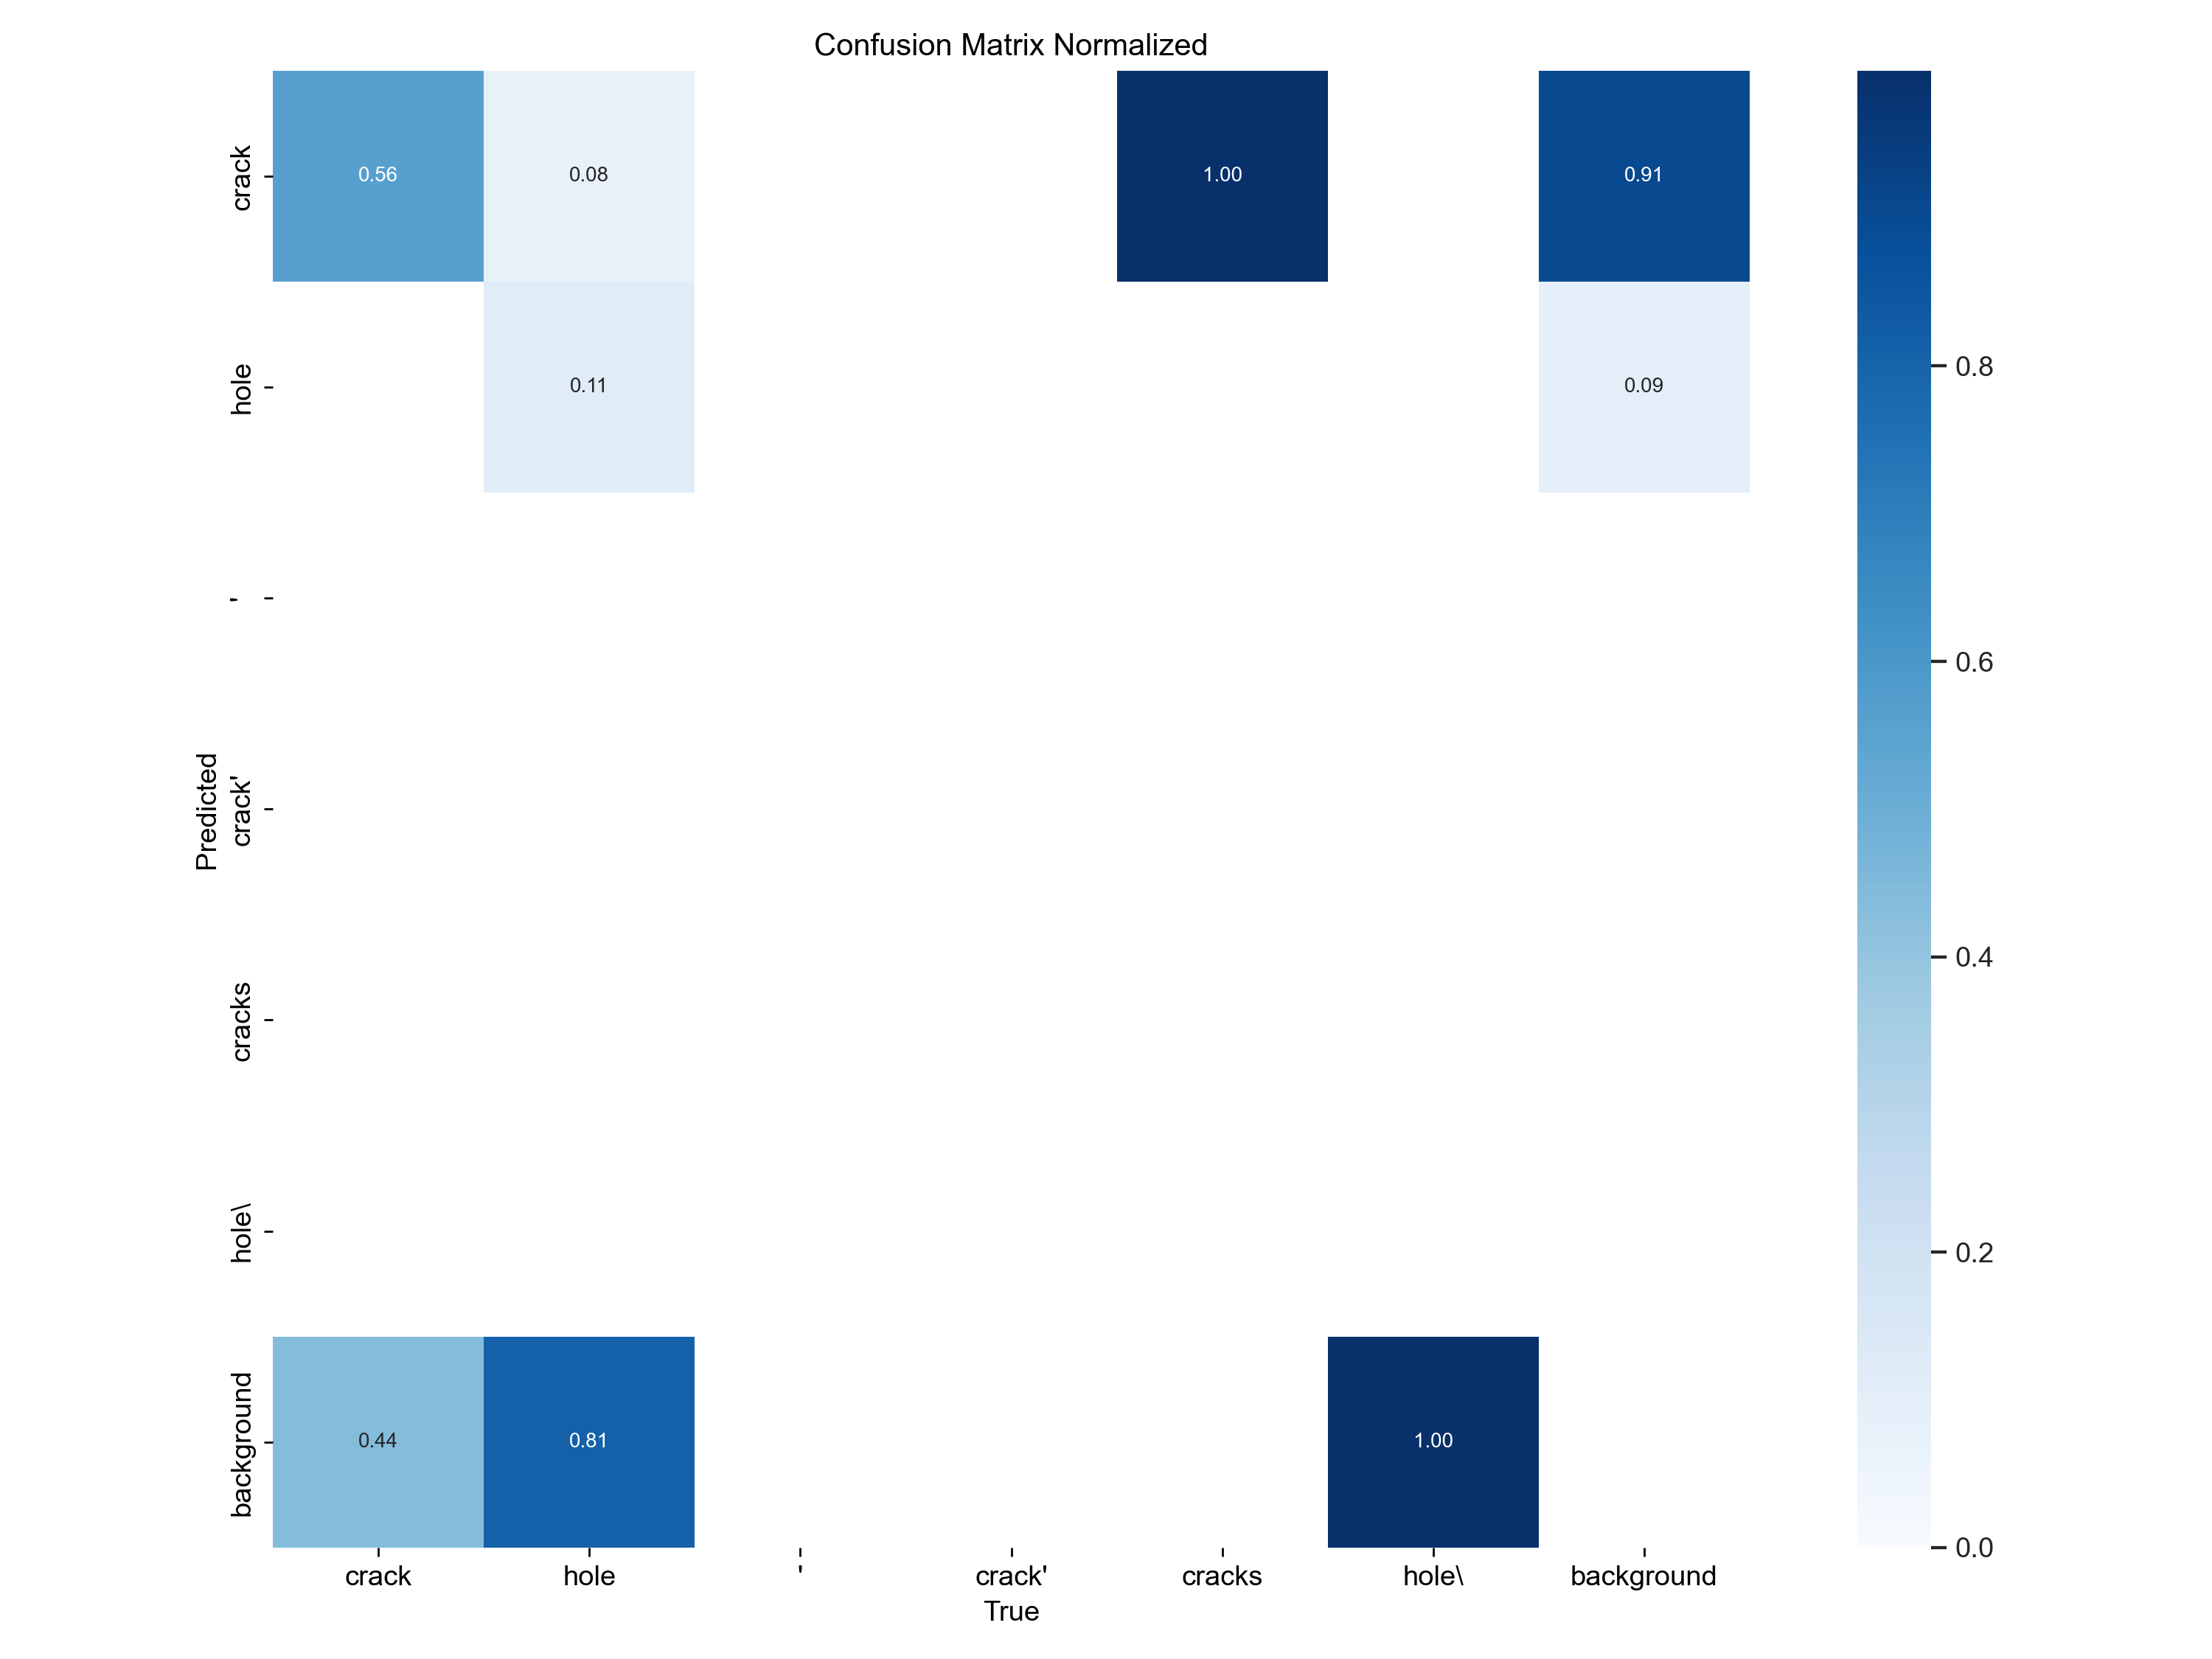 Confusion Matrix Normalized
crack
0.56
0.08
1.00
0.91
hole
0.11
0.09
'
crack'
cracks
hole\
background
0.44
0.81
1.00
Predicted
crack
hole
'
crack'
cracks
hole\
background
True
0.8
0.6
0.4
0.2
0.0